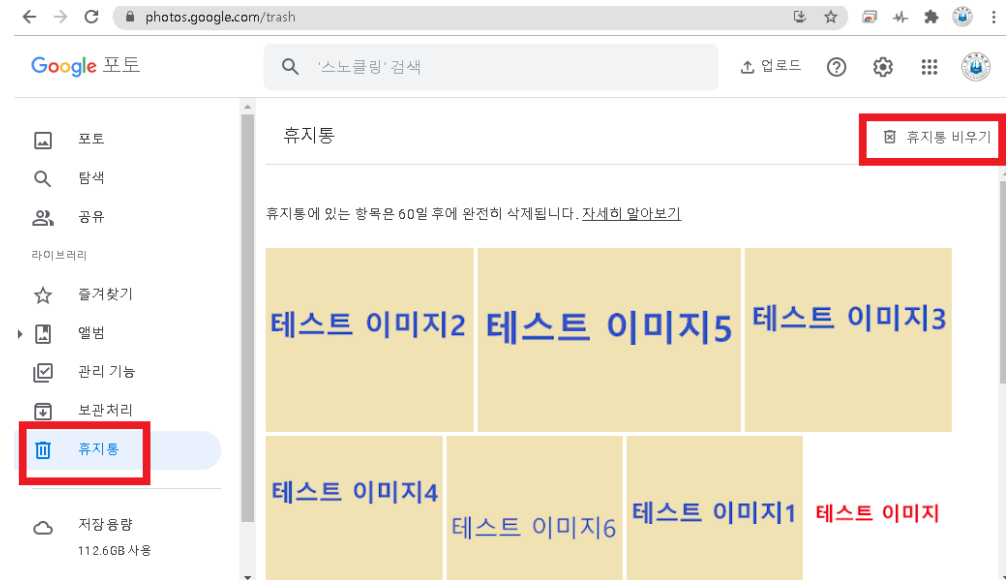 photos.google.com/trash
Google 포토
'스노클링' 검색
업로드
포토
탐색
공유
라이브러리
즐겨찾기
앨범
관리 기능
보관처리
휴지통
저장용량
112.6GB 사용
휴지통
휴지통 비우기
휴지통에 있는 항목은 60일 후에 완전히 삭제됩니다. 자세히 알아보기
테스트 이미지2
테스트 이미지5
테스트 이미지3
테스트 이미지4
테스트 이미지6
테스트 이미지1
테스트 이미지